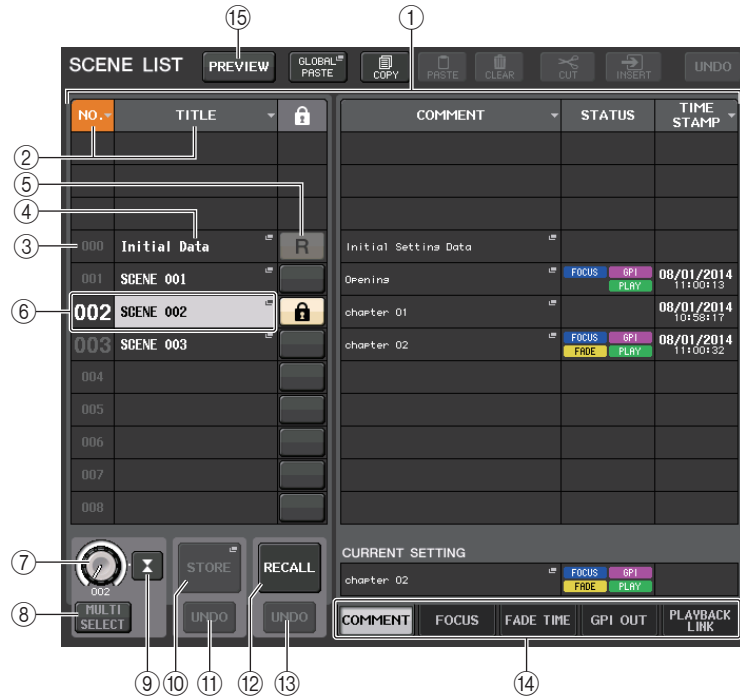 ⑮ ①
SCENE LIST PREVIEW GLOBAL PASTE COPY PASTE CLEAR CUT INSERT UNDO
NO. TITLE COMMENT STATUS TIME STAMP
②
⑤
④
③ 000 Initial Data R Initial Setting Data
001 SCENE 001 Opening FOCUS GPI PLAY 08/01/2014 11:00:13
⑥ 002 SCENE 002 chapter 01 08/01/2014 10:58:17
003 SCENE 003 chapter 02 FOCUS GPI FADE PLAY 08/01/2014 11:00:32
004
005
006
007
008
⑦ 002 STORE RECALL CURRENT SETTING
chapter 02 FOCUS GPI FADE PLAY
⑧ MULTI SELECT UNDO UNDO COMMENT FOCUS FADE TIME GPI OUT PLAYBACK LINK
⑨ ⑩ ⑪ ⑫ ⑬ ⑭